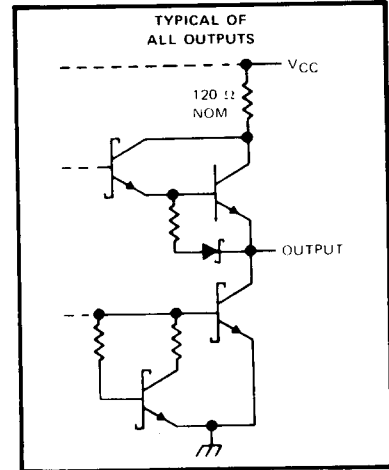 TYPICAL OF
ALL OUTPUTS
VCC
120 Ω
NOM
OUTPUT